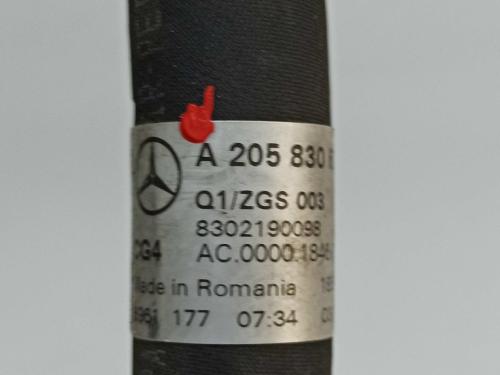 A 205 830
Q1/ZGS 003
8302190098
CG4 AC.0000.1846
Made in Romania
177 07:34